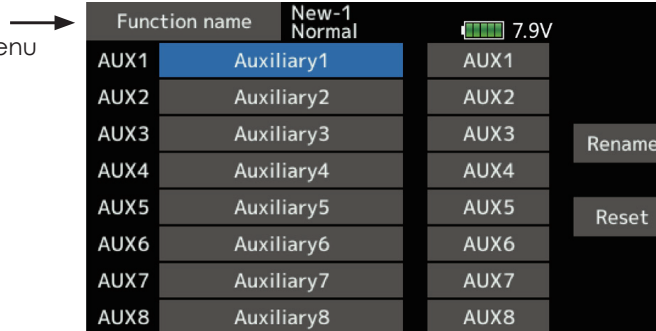 enu
Function name New-1 Normal 7.9V
AUX1 Auxiliary1 AUX1
AUX2 Auxiliary2 AUX2
AUX3 Auxiliary3 AUX3
Rename
AUX4 Auxiliary4 AUX4
AUX5 Auxiliary5 AUX5
Reset
AUX6 Auxiliary6 AUX6
AUX7 Auxiliary7 AUX7
AUX8 Auxiliary8 AUX8